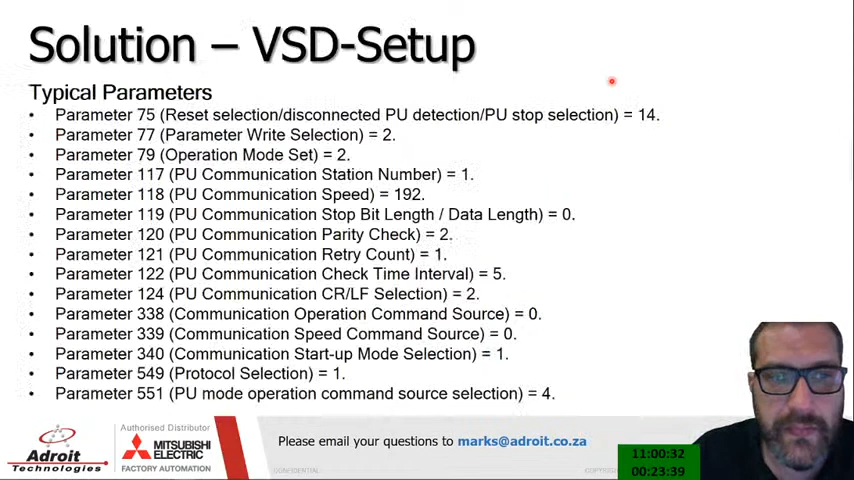 Solution – VSD-Setup
Typical Parameters
• Parameter 75 (Reset selection/disconnected PU detection/PU stop selection) = 14.
• Parameter 77 (Parameter Write Selection) = 2.
• Parameter 79 (Operation Mode Set) = 2.
• Parameter 117 (PU Communication Station Number) = 1.
• Parameter 118 (PU Communication Speed) = 192.
• Parameter 119 (PU Communication Stop Bit Length / Data Length) = 0.
• Parameter 120 (PU Communication Parity Check) = 2.
• Parameter 121 (PU Communication Retry Count) = 1.
• Parameter 122 (PU Communication Check Time Interval) = 5.
• Parameter 124 (PU Communication CR/LF Selection) = 2.
• Parameter 338 (Communication Operation Command Source) = 0.
• Parameter 339 (Communication Speed Command Source) = 0.
• Parameter 340 (Communication Start-up Mode Selection) = 1.
• Parameter 549 (Protocol Selection) = 1.
• Parameter 551 (PU mode operation command source selection) = 4.
Adroit
Technologies
Authorised Distributor
MITSUBISHI
ELECTRIC
FACTORY AUTOMATION
Please email your questions to marks@adroit.co.za
CONFIDENTIAL
11:00:32
00:23:39